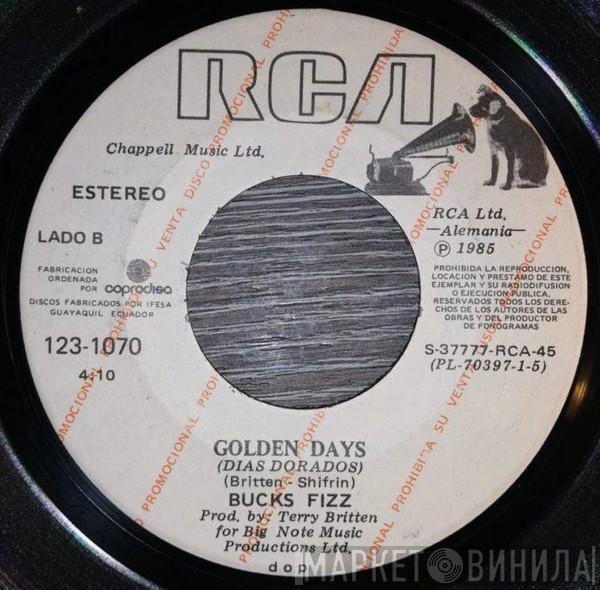 RCA
Chappell Music Ltd.
ESTEREO
LADO B
FABRICACION
ORDENADA
POR coprodisa
DISCOS FABRICADOS POR IFESA
GUAYAQUIL ECUADOR
123-1070
4:10
RCA Ltd.
—Alemania—
Ⓟ 1985
PROHIBIDA LA REPRODUCCION,
LOCACION Y PRESTAMO DE ESTE
EJEMPLAR Y SU RADIODIFUSION
O EJECUCION PUBLICA,
RESERVADOS TODOS LOS DERE-
CHOS DE LOS AUTORES DE LAS
OBRAS Y DEL PRODUCTOR
DE FONOGRAMAS
S-37777-RCA-45
(PL-70397-1-5)
GOLDEN DAYS
(DIAS DORADOS)
(Britten - Shifrin)
BUCKS FIZZ
Prod. by: Terry Britten
for Big Note Music
Productions Ltd.
dop
DISCO PROMOCIONAL PROHIBIDA SU VENTA
МАРКЕТ ВИНИЛА